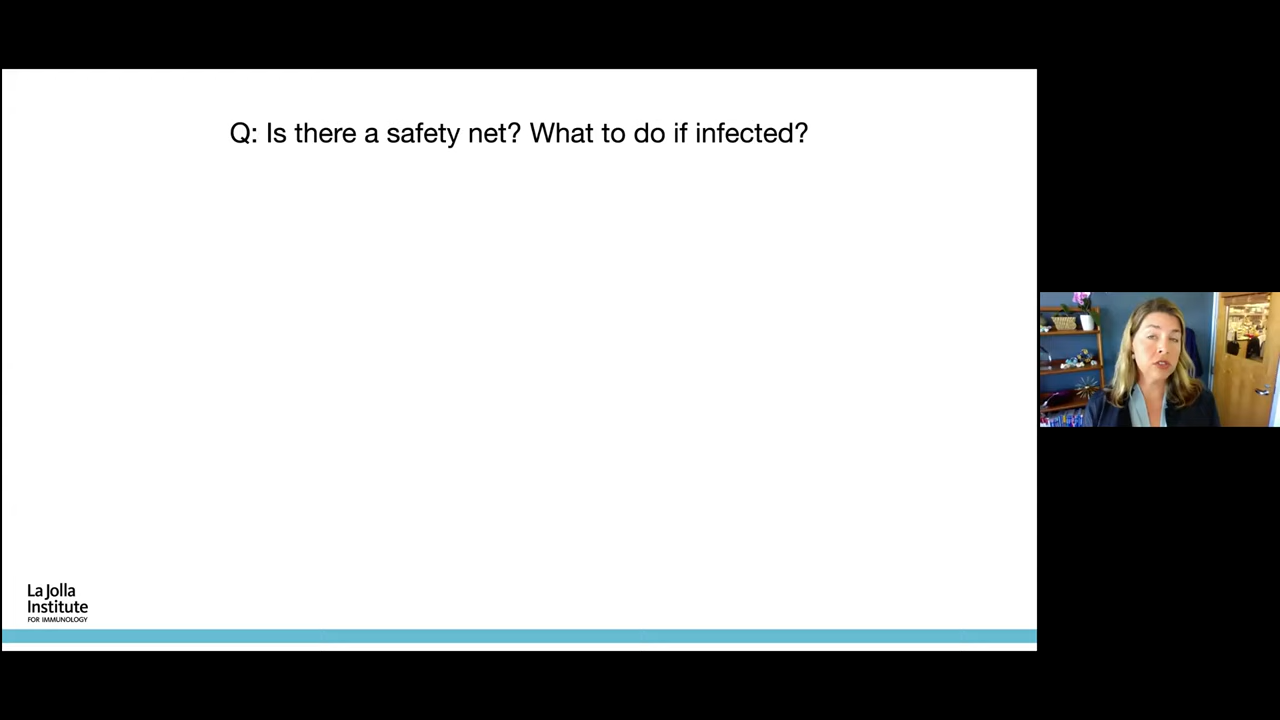 Q: Is there a safety net? What to do if infected?
La Jolla
Institute
FOR IMMUNOLOGY